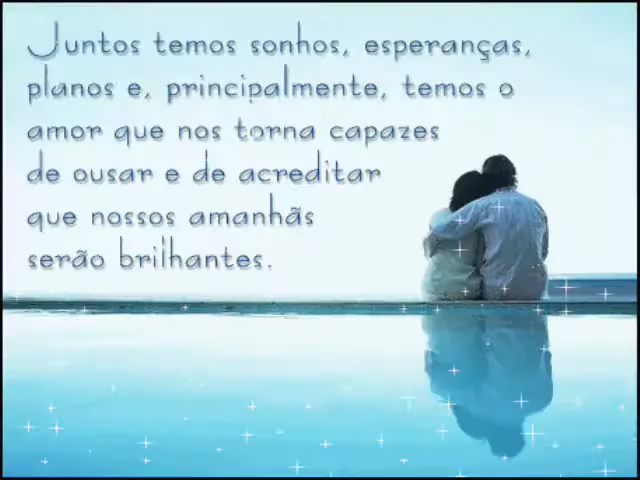 Juntos temos sonhos, esperanças,
planos e, principalmente, temos o
amor que nos torna capazes
de ousar e de acreditar
que nossos amanhãs
serão brilhantes.